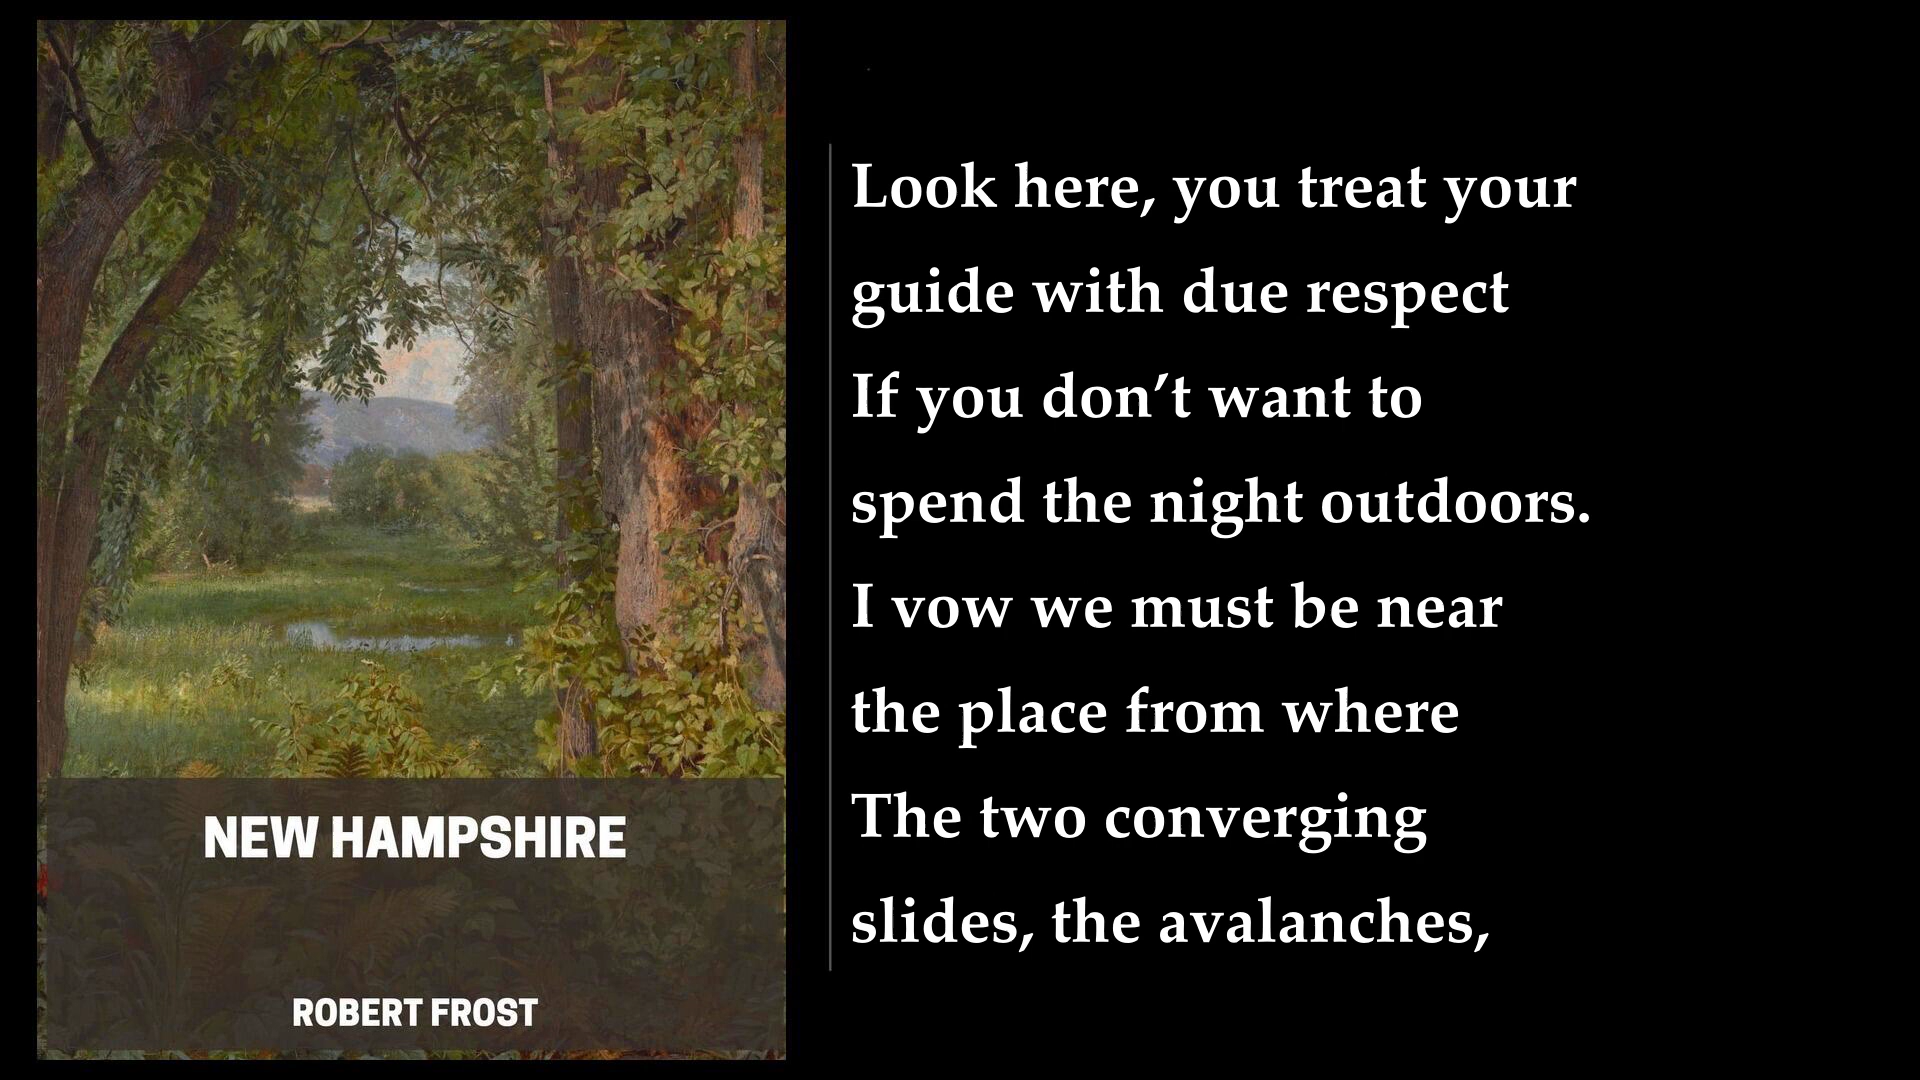 NEW HAMPSHIRE
ROBERT FROST
Look here, you treat your
guide with due respect
If you don’t want to
spend the night outdoors.
I vow we must be near
the place from where
The two converging
slides, the avalanches,